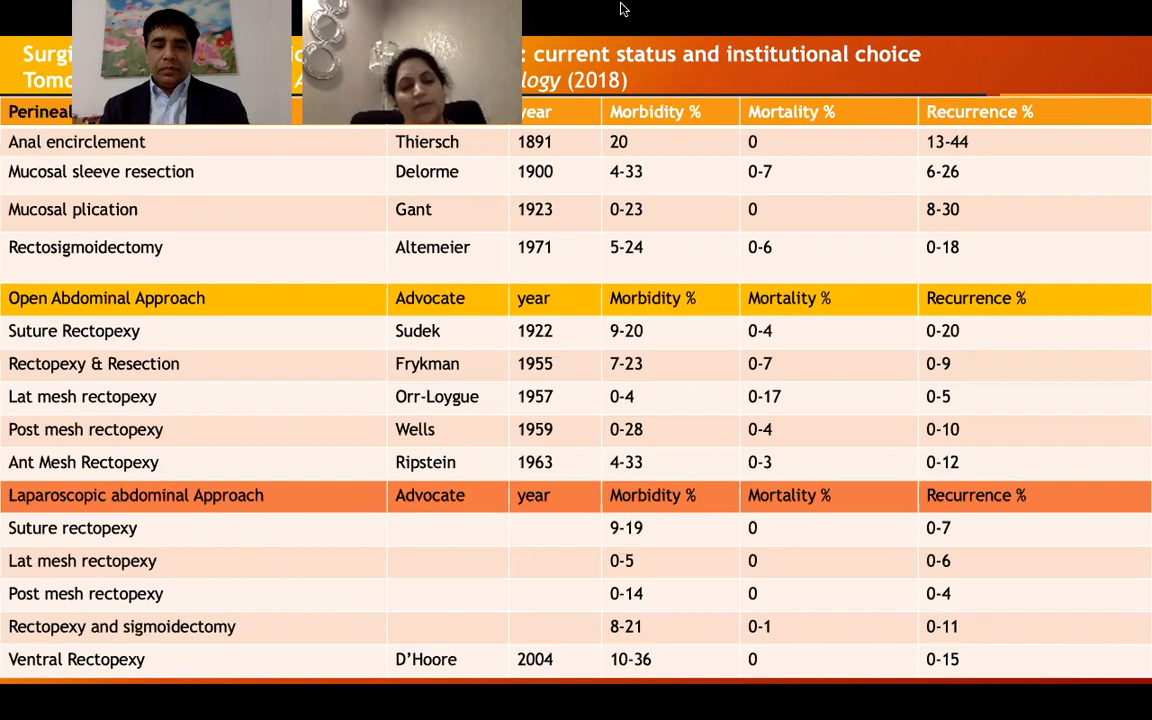 : current status and institutional choice
(2018)
Perineal year Morbidity % Mortality % Recurrence %
Anal encirclement Thiersch 1891 20 0 13-44
Mucosal sleeve resection Delorme 1900 4-33 0-7 6-26
Mucosal plication Gant 1923 0-23 0 8-30
Rectosigmoidectomy Altemeier 1971 5-24 0-6 0-18
Open Abdominal Approach Advocate year Morbidity % Mortality % Recurrence %
Suture Rectopexy Sudek 1922 9-20 0-4 0-20
Rectopexy & Resection Frykman 1955 7-23 0-7 0-9
Lat mesh rectopexy Orr-Loygue 1957 0-4 0-17 0-5
Post mesh rectopexy Wells 1959 0-28 0-4 0-10
Ant Mesh Rectopexy Ripstein 1963 4-33 0-3 0-12
Laparoscopic abdominal Approach Advocate year Morbidity % Mortality % Recurrence %
Suture rectopexy 9-19 0 0-7
Lat mesh rectopexy 0-5 0 0-6
Post mesh rectopexy 0-14 0 0-4
Rectopexy and sigmoidectomy 8-21 0-1 0-11
Ventral Rectopexy D'Hoore 2004 10-36 0 0-15